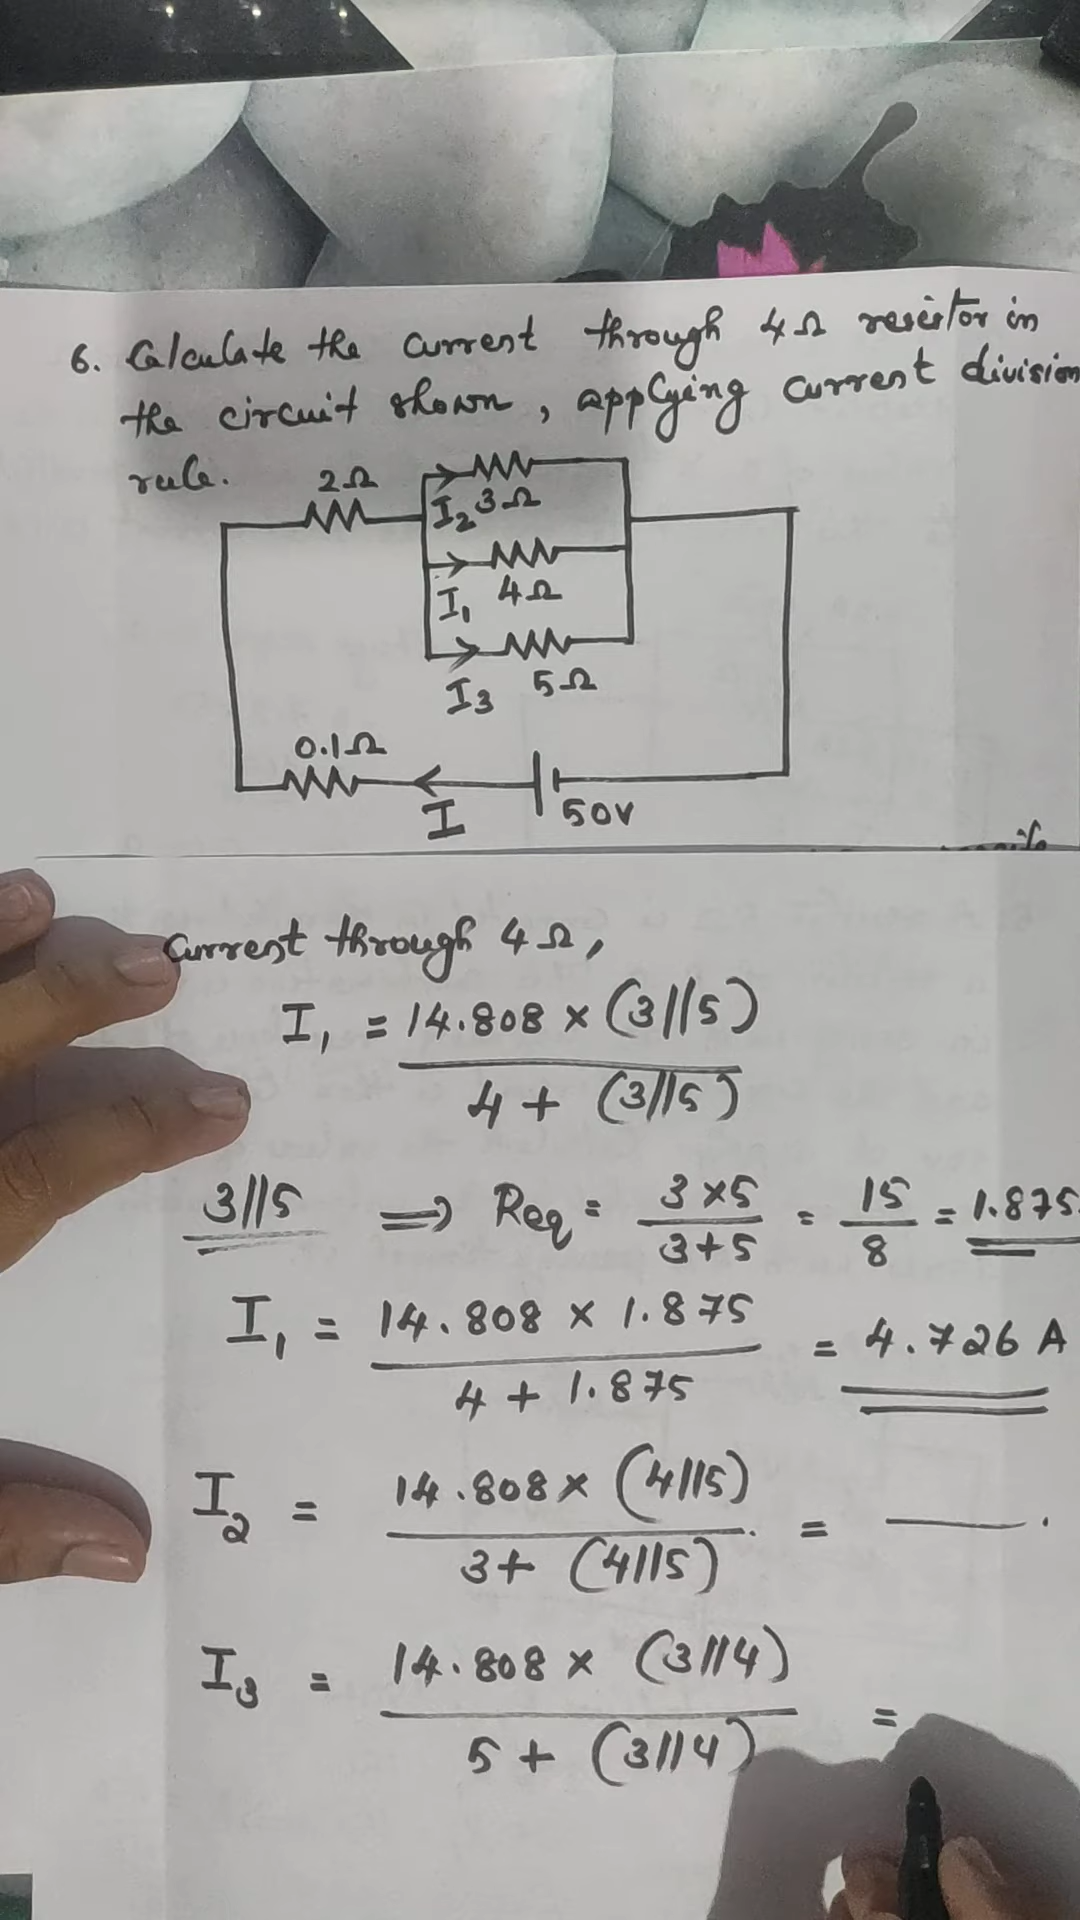 6. Calculate the current through 4Ω resistor in
the circuit shown, applying current division
rule.
2Ω
I₂ 3Ω
I₁ 4Ω
I₃ 5Ω
0.1Ω
I 50V
Current through 4Ω,
I₁ = 14.808 × (3||5)
4 + (3||5)
3||5 ⇒ Req = 3×5 = 15 = 1.875
3+5 8
I₁ = 14.808 × 1.875 = 4.726 A
4 + 1.875
I₂ = 14.808 × (4||5) = —.
3 + (4||5)
I₃ = 14.808 × (3||4) =
5 + (3||4)